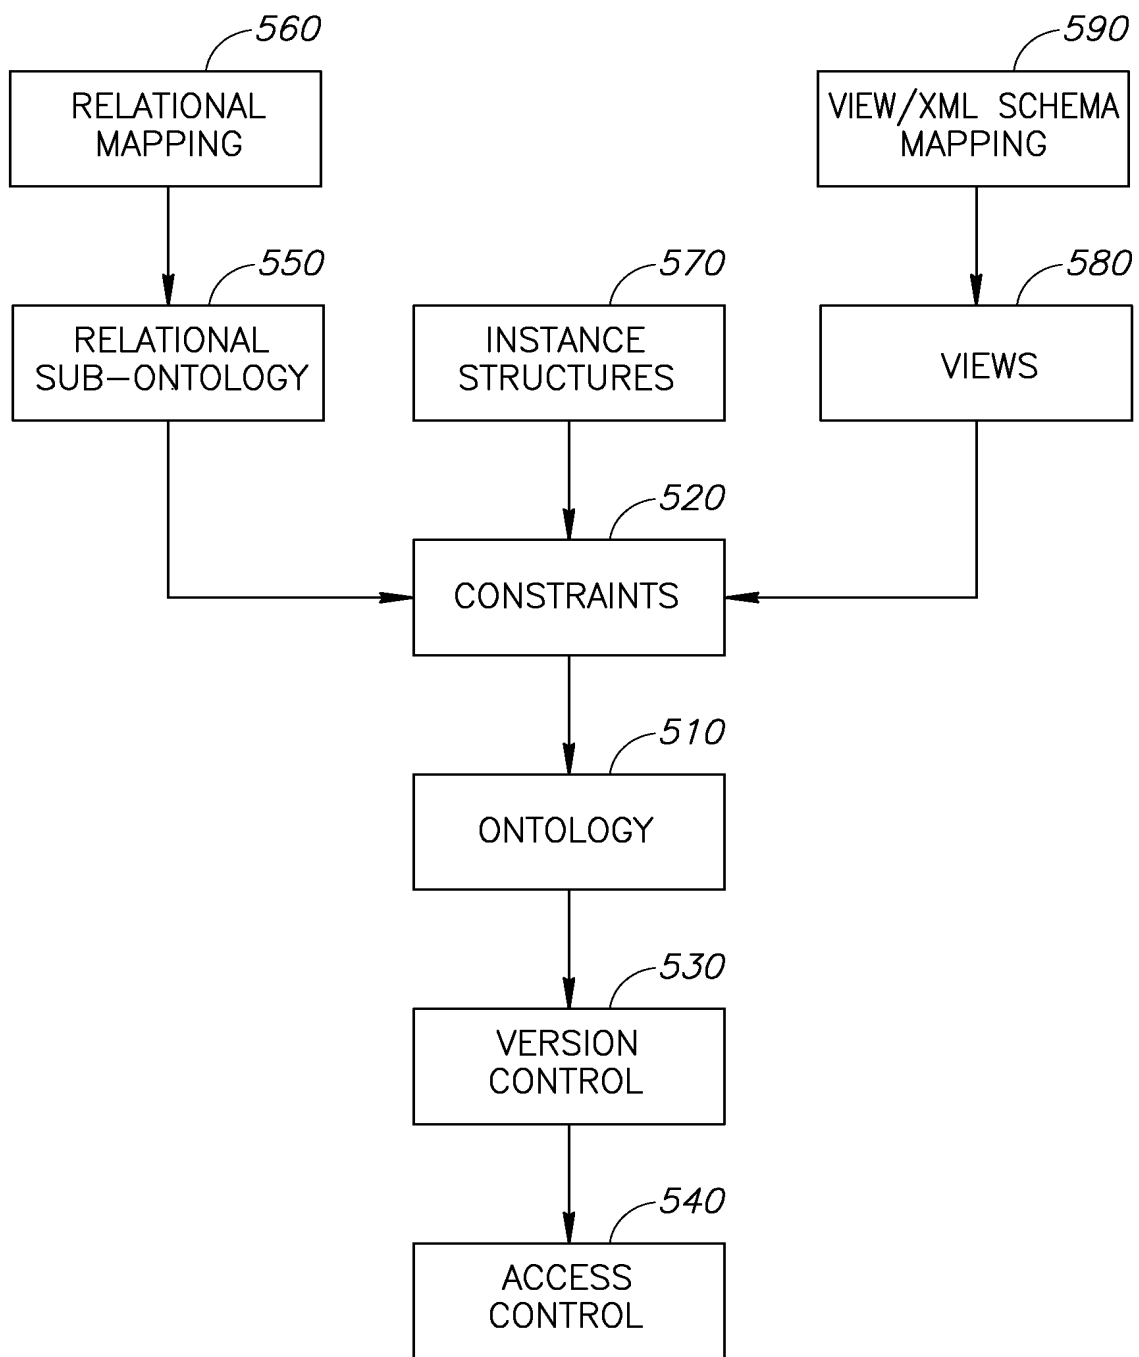 560
RELATIONAL
MAPPING
590
VIEW/XML SCHEMA
MAPPING
550
RELATIONAL
SUB-ONTOLOGY
570
INSTANCE
STRUCTURES
580
VIEWS
520
CONSTRAINTS
510
ONTOLOGY
530
VERSION
CONTROL
540
ACCESS
CONTROL